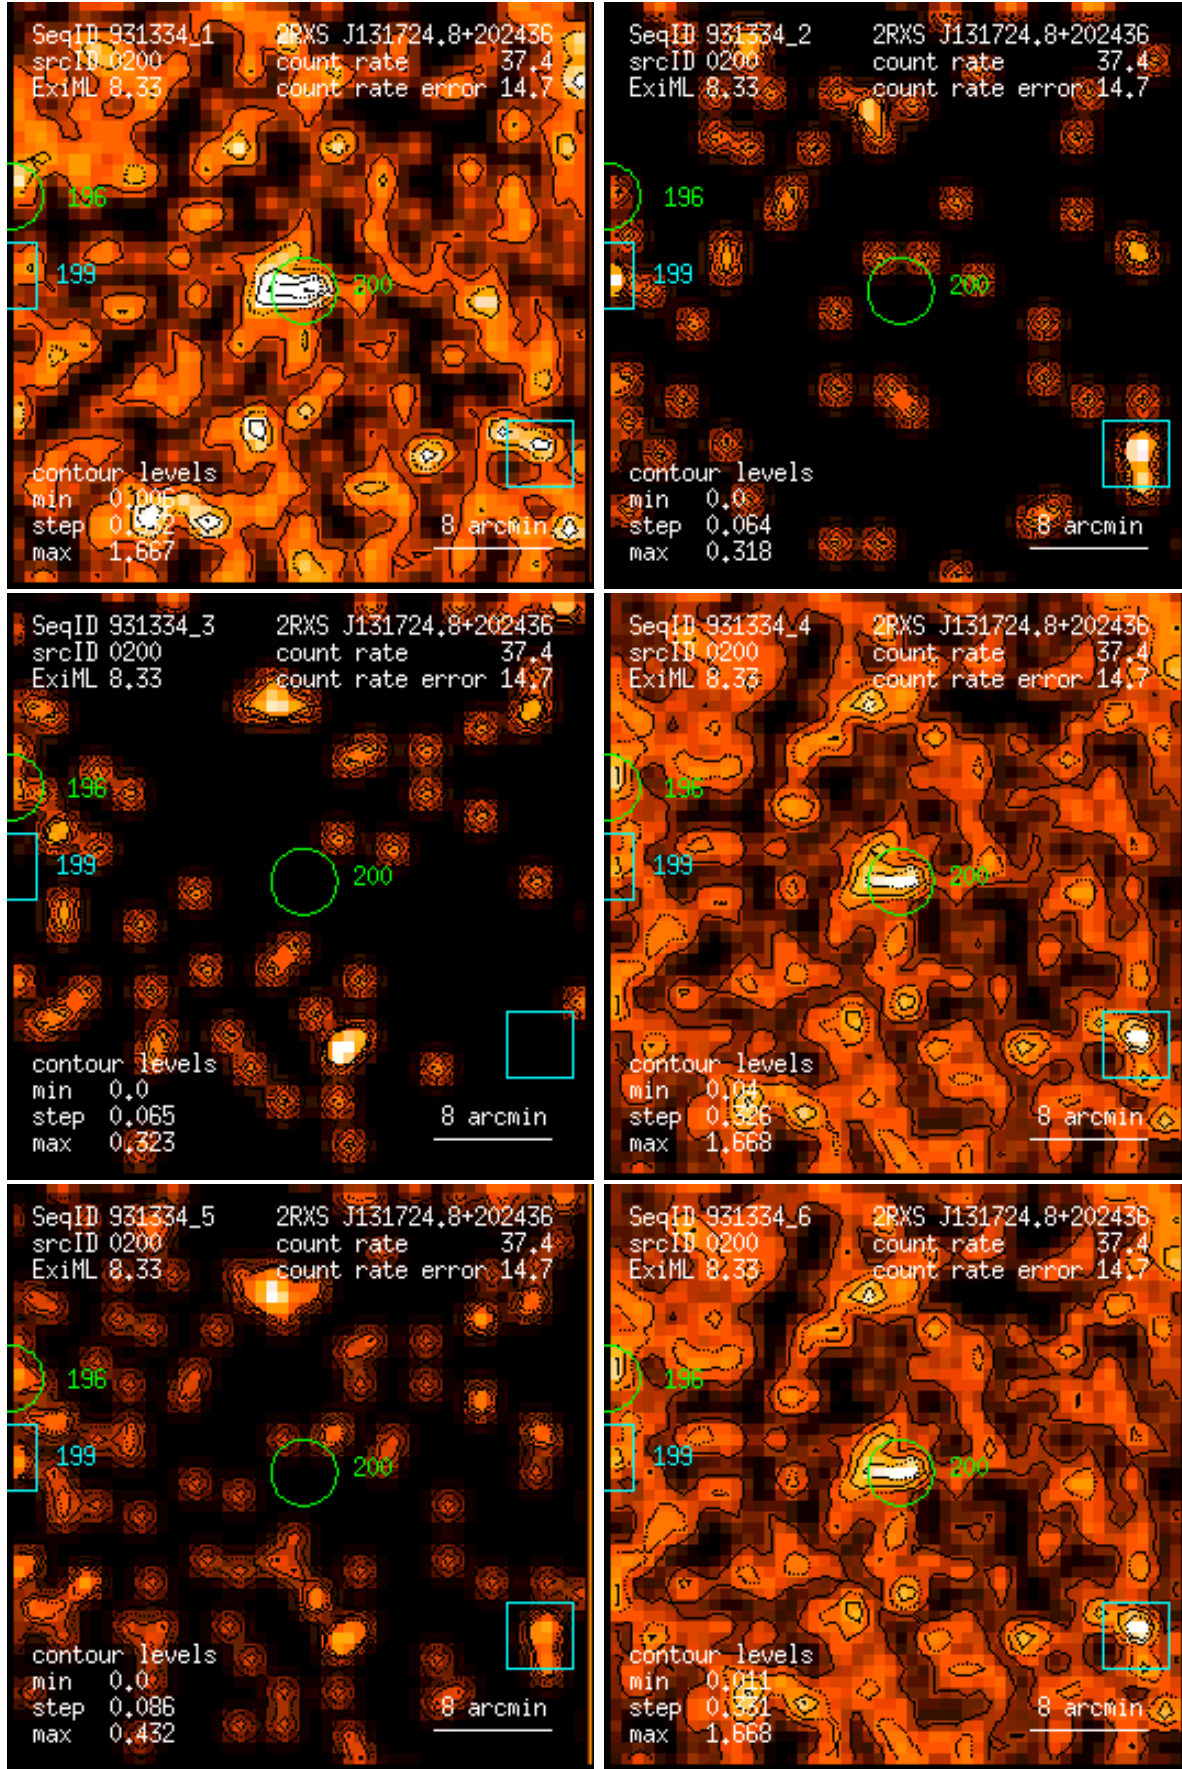 SeqID 931334_1 2RXS J131724.8+202436
srcID 0200 count rate 37.4
ExiML 8.33 count rate error 14.7
196
199
200
contour levels
min 0.006
step
max 1.667
8 arcmin
SeqID 931334_2 2RXS J131724.8+202436
srcID 0200 count rate 37.4
ExiML 8.33 count rate error 14.7
196
199
200
contour levels
min 0.0
step 0.064
max 0.318
8 arcmin
SeqID 931334_3 2RXS J131724.8+202436
srcID 0200 count rate 37.4
ExiML 8.33 count rate error 14.7
196
199
200
contour levels
min 0.0
step 0.065
max 0.323
8 arcmin
SeqID 931334_4 2RXS J131724.8+202436
srcID 0200 count rate 37.4
ExiML 8.33 count rate error 14.7
196
199
200
contour levels
min 0.04
step 0.326
max 1.668
8 arcmin
SeqID 931334_5 2RXS J131724.8+202436
srcID 0200 count rate 37.4
ExiML 8.33 count rate error 14.7
196
199
200
contour levels
min 0.0
step 0.086
max 0.432
8 arcmin
SeqID 931334_6 2RXS J131724.8+202436
srcID 0200 count rate 37.4
ExiML 8.33 count rate error 14.7
196
199
200
contour levels
min 0.011
step 0.331
max 1.668
8 arcmin